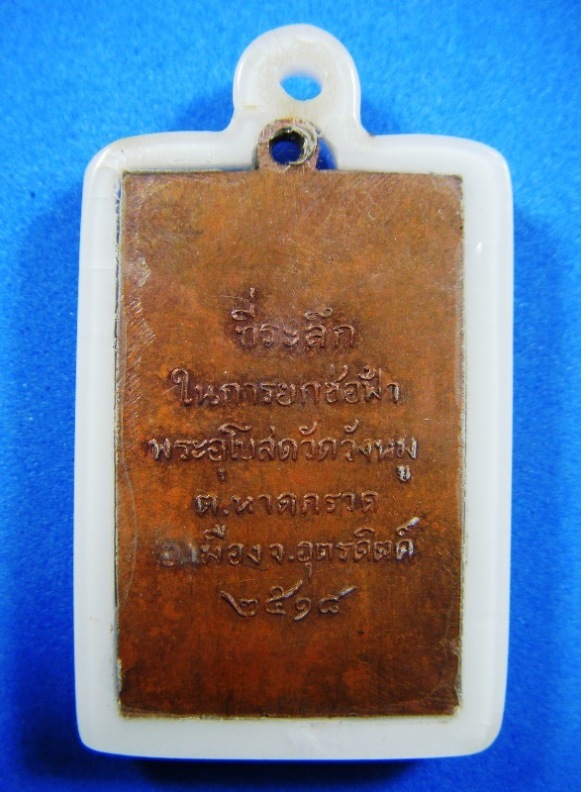 ที่ระลึก
ในการยกช่อฟ้า
พระอุโบสถวัดวังหมู
ต.หาดกรวด
อ.เมือง จ.อุตรดิตถ์
๒๕๑๘